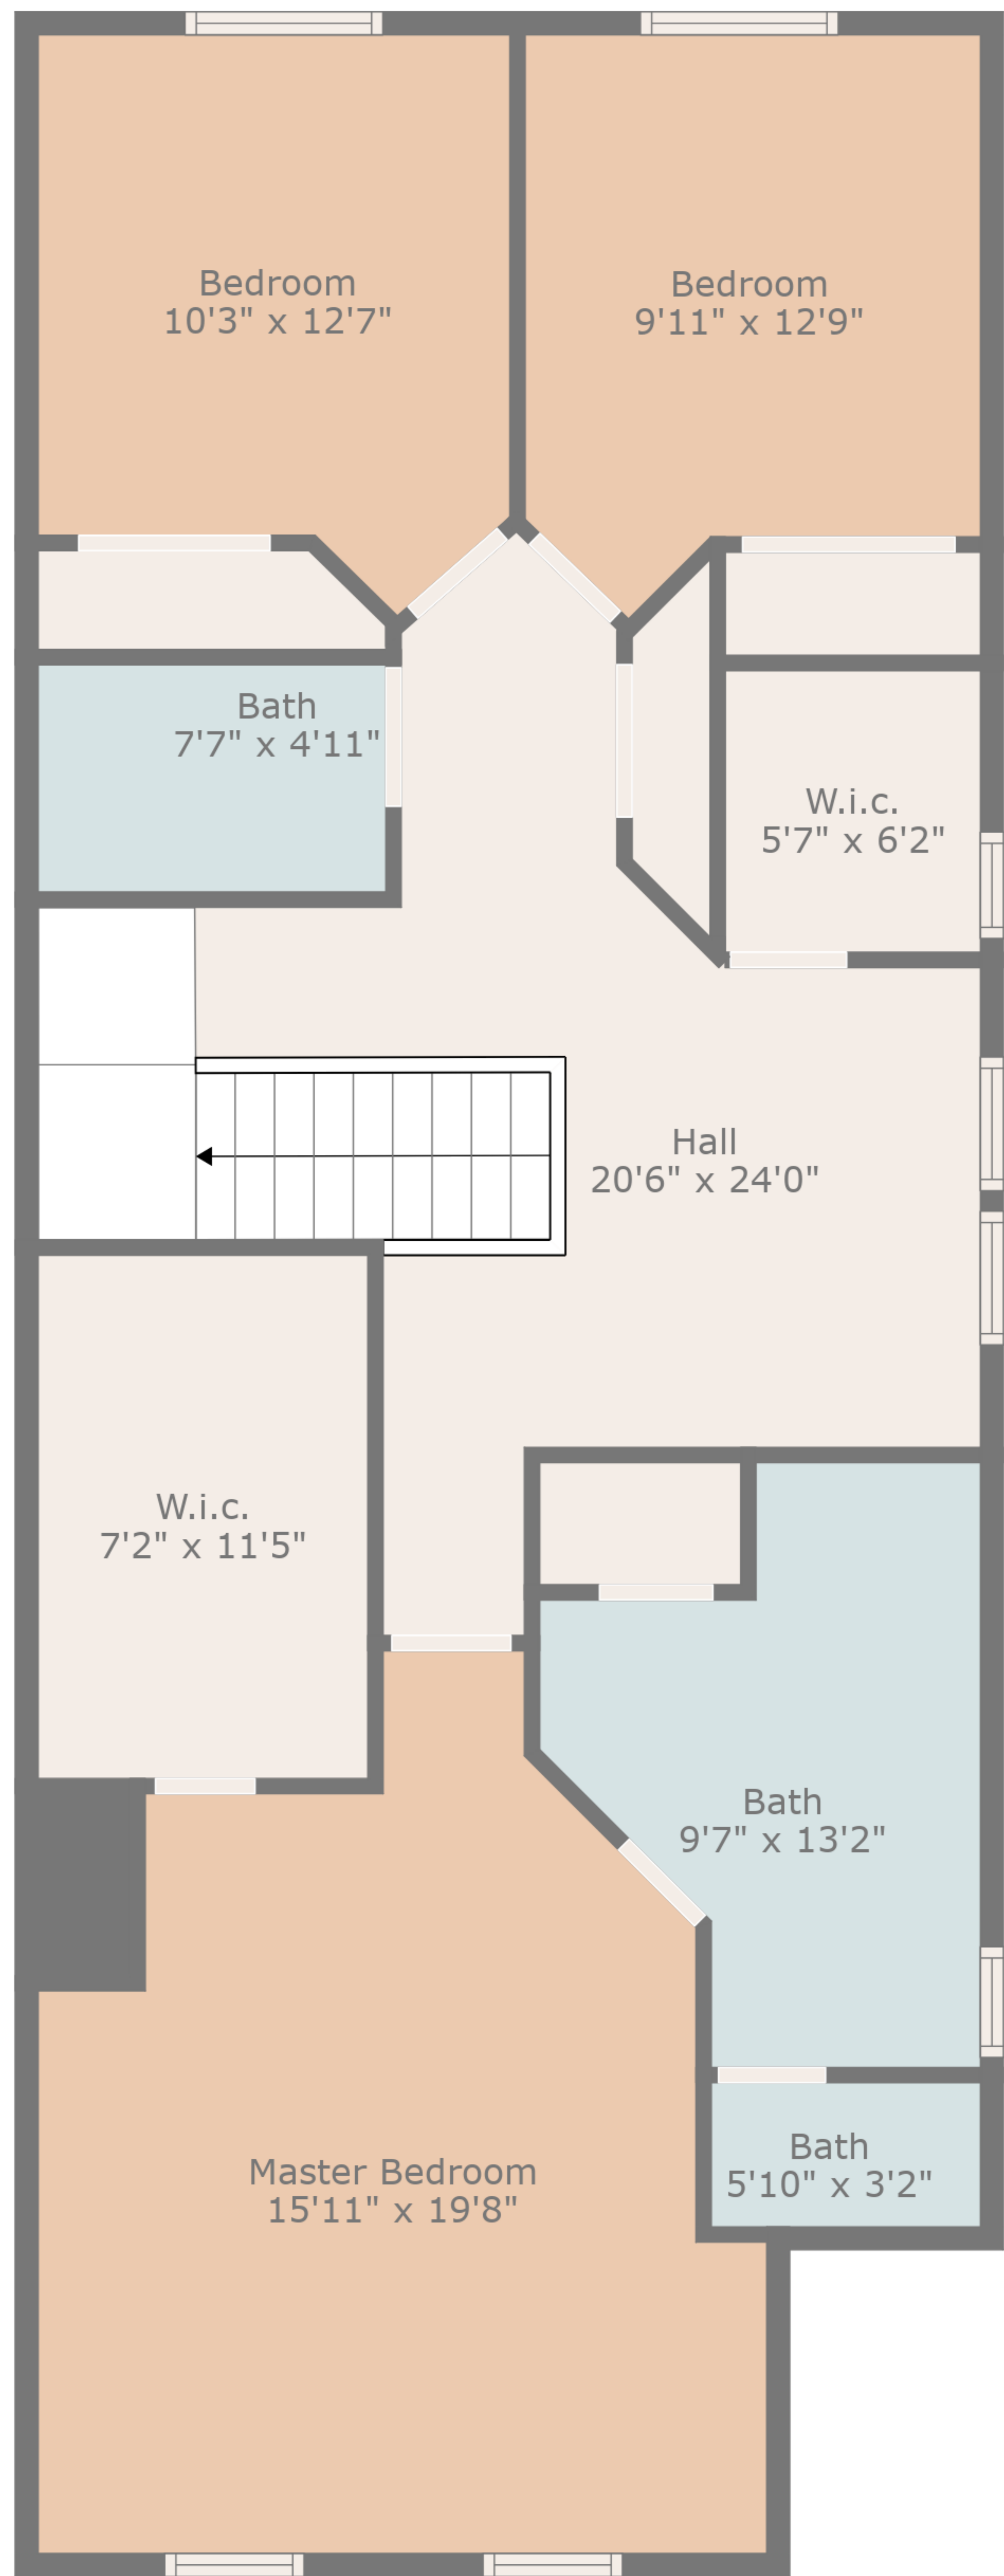 Bedroom
10'3" x 12'7"
Bedroom
9'11" x 12'9"
Bath
7'7" x 4'11"
W.i.c.
5'7" x 6'2"
Hall
20'6" x 24'0"
W.i.c.
7'2" x 11'5"
Bath
9'7" x 13'2"
Master Bedroom
15'11" x 19'8"
Bath
5'10" x 3'2"